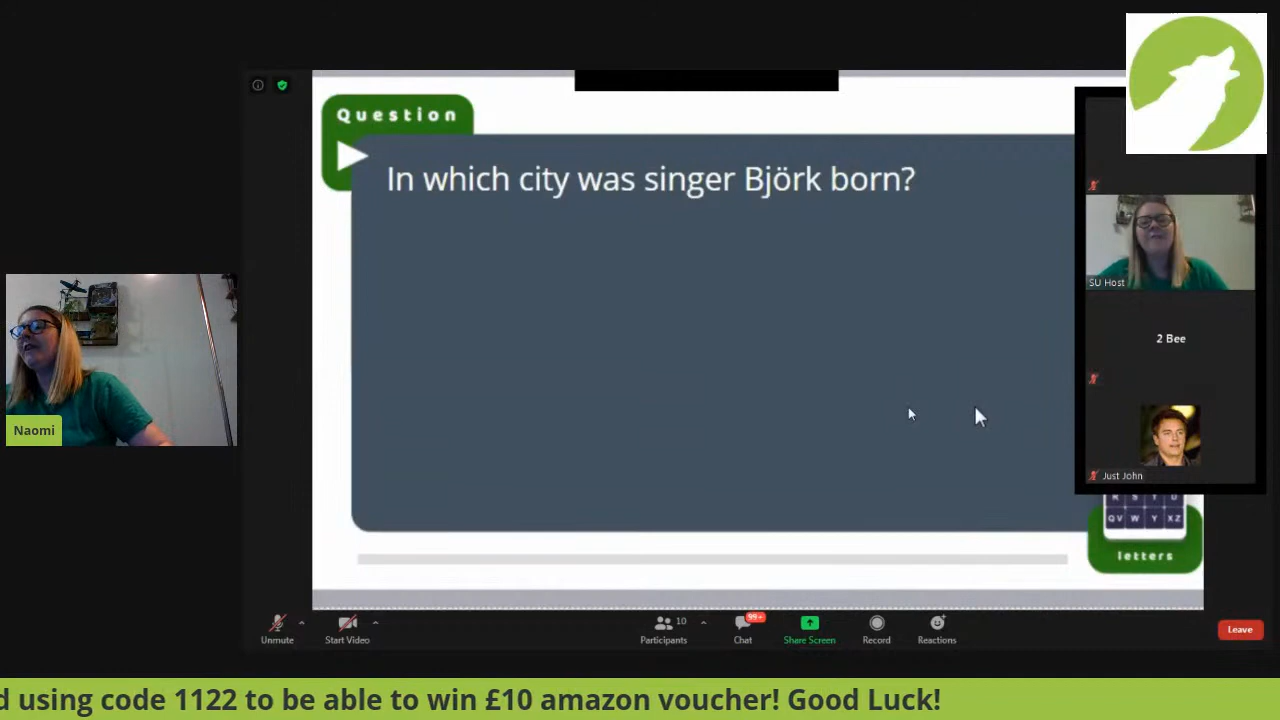 Question
In which city was singer Björk born?
SU Host
2 Bee
Just John
Naomi
R S T U
QV W Y XZ
letters
Unmute
Start Video
10
Participants
99+
Chat
Share Screen
Record
Reactions
Leave
d using code 1122 to be able to win £10 amazon voucher! Good Luck!